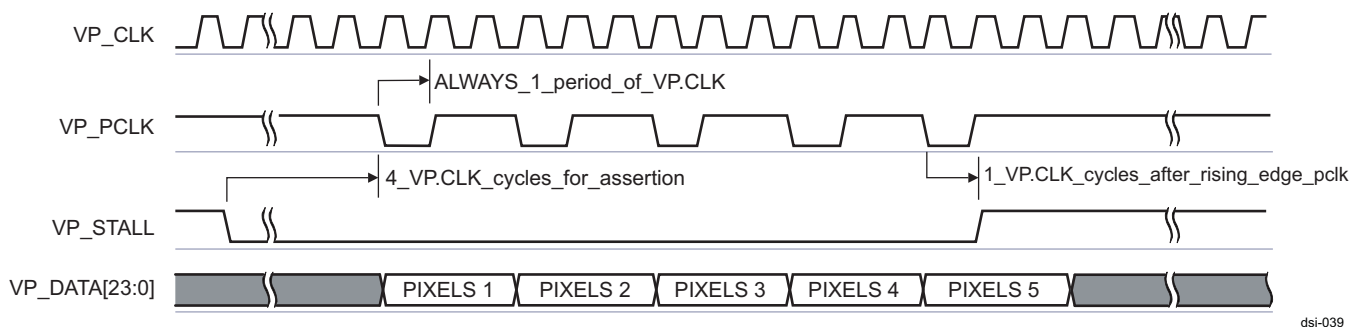 VP_CLK
ALWAYS_1_period_of_VP.CLK
VP_PCLK
4_VP.CLK_cycles_for_assertion
1_VP.CLK_cycles_after_rising_edge_pclk
VP_STALL
VP_DATA[23:0]
PIXELS 1
PIXELS 2
PIXELS 3
PIXELS 4
PIXELS 5
dsi-039